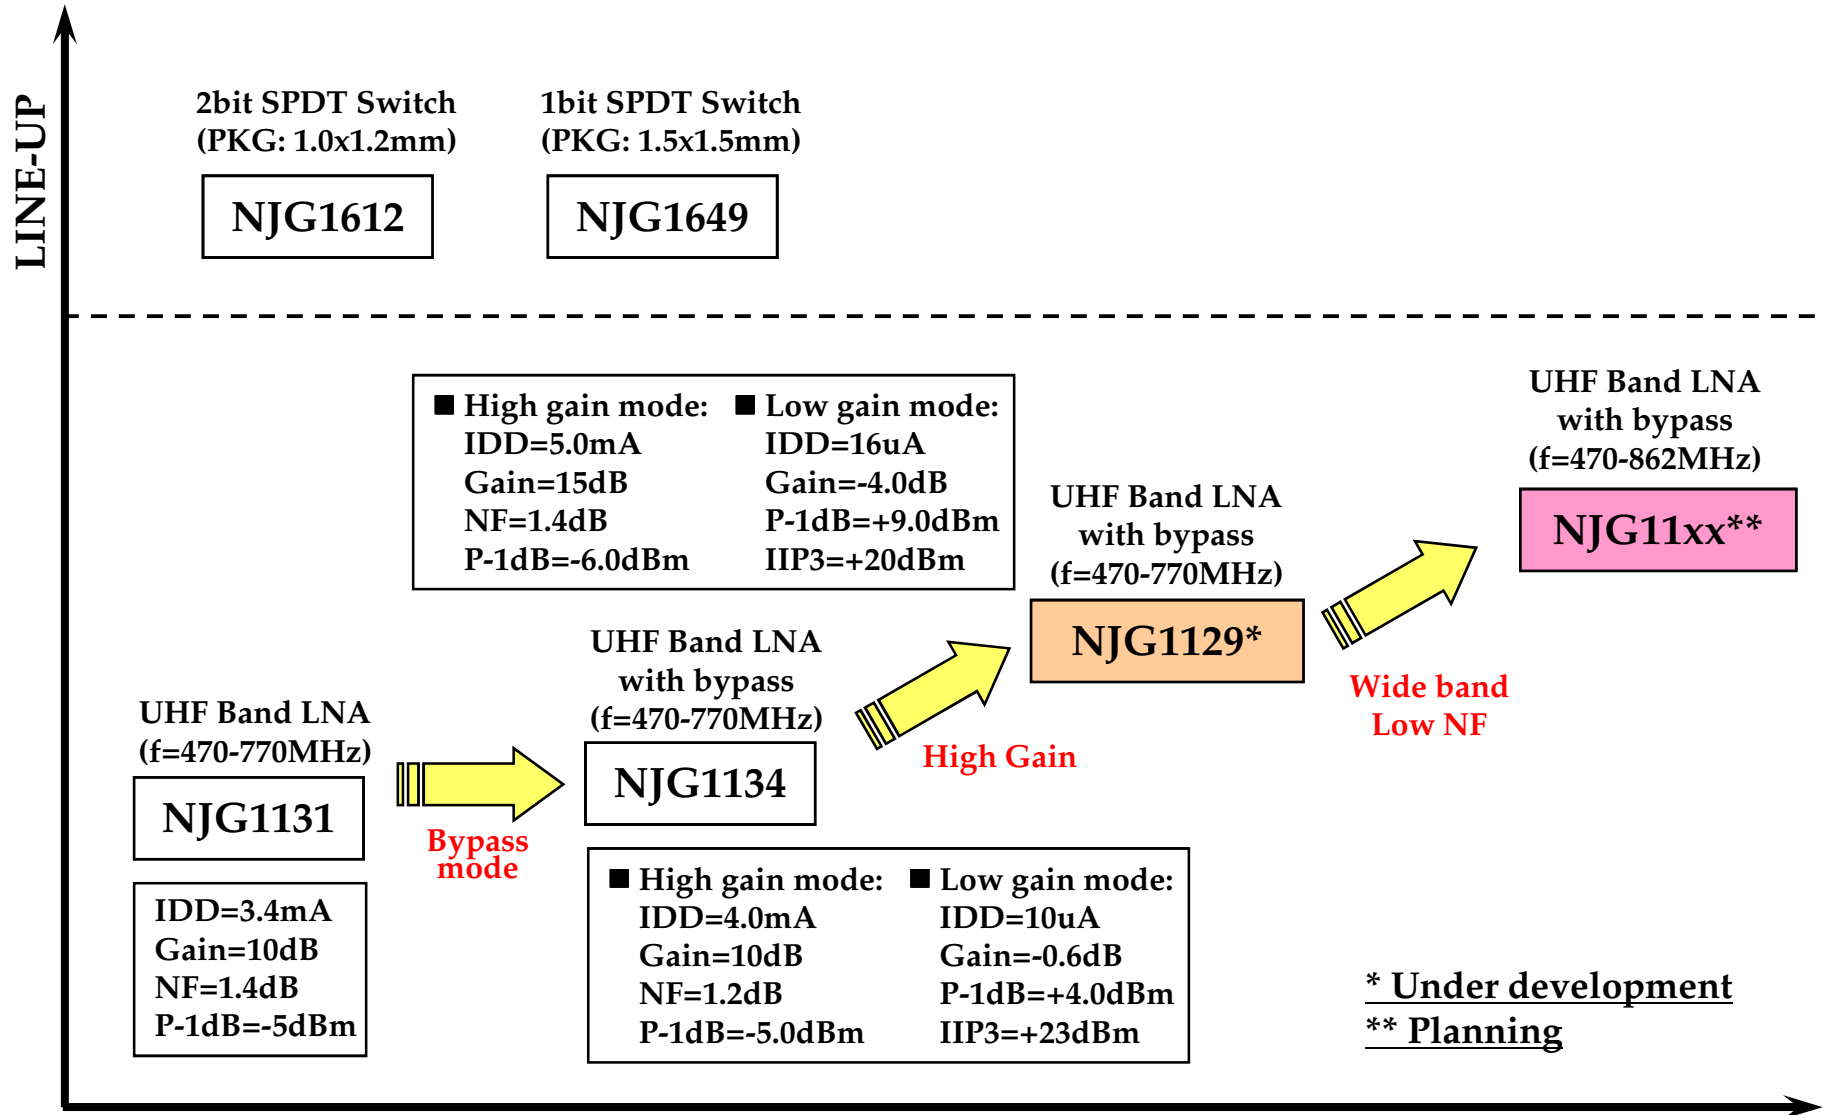 LINE-UP
2bit SPDT Switch
(PKG: 1.0x1.2mm)
NJG1612
1bit SPDT Switch
(PKG: 1.5x1.5mm)
NJG1649
■ High gain mode:
IDD=5.0mA
Gain=15dB
NF=1.4dB
P-1dB=-6.0dBm
■ Low gain mode:
IDD=16uA
Gain=-4.0dB
P-1dB=+9.0dBm
IIP3=+20dBm
UHF Band LNA
with bypass
(f=470-862MHz)
NJG11xx**
UHF Band LNA
with bypass
(f=470-770MHz)
NJG1129*
Wide band
Low NF
UHF Band LNA
with bypass
(f=470-770MHz)
NJG1134
High Gain
UHF Band LNA
(f=470-770MHz)
NJG1131
Bypass
mode
IDD=3.4mA
Gain=10dB
NF=1.4dB
P-1dB=-5dBm
■ High gain mode:
IDD=4.0mA
Gain=10dB
NF=1.2dB
P-1dB=-5.0dBm
■ Low gain mode:
IDD=10uA
Gain=-0.6dB
P-1dB=+4.0dBm
IIP3=+23dBm
* Under development
** Planning